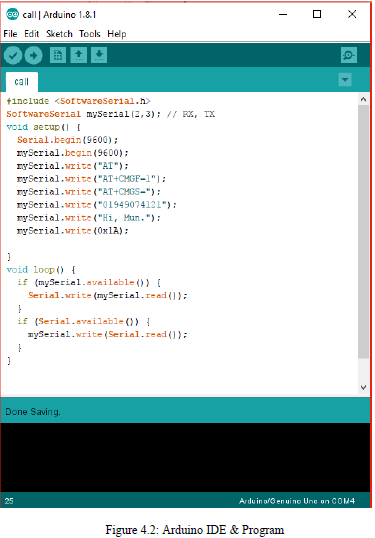 call | Arduino 1.8.1
File Edit Sketch Tools Help
call
#include <SoftwareSerial.h>
SoftwareSerial mySerial(2,3); // RX, TX
void setup() {
Serial.begin(9600);
mySerial.begin(9600);
mySerial.write("AT");
mySerial.write("AT+CMGF=1");
mySerial.write("AT+CMGS=");
mySerial.write("01949074121");
mySerial.write("Hi, Mun.");
mySerial.write(0x1A);
}
void loop() {
if (mySerial.available()) {
Serial.write(mySerial.read());
}
if (Serial.available()) {
mySerial.write(Serial.read());
}
}
Done Saving.
25
Arduino/Genuino Uno on COM4
Figure 4.2: Arduino IDE & Program